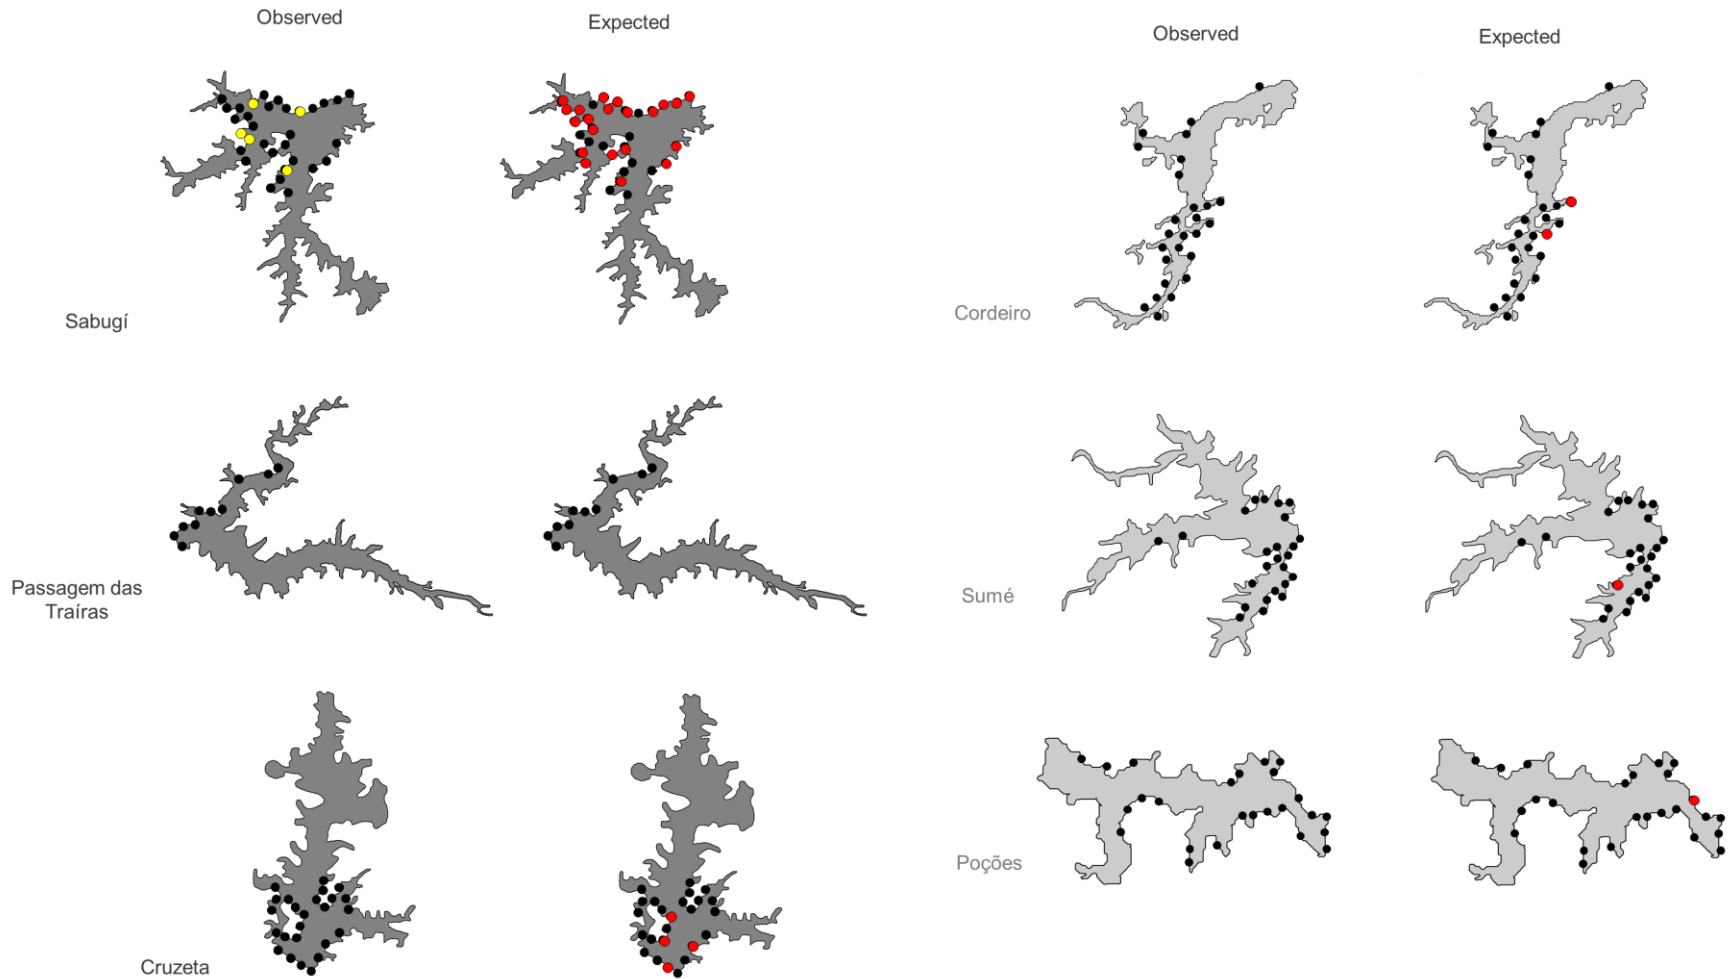 Observed
Expected
Observed
Expected
Sabugí
Cordeiro
Passagem das
Traíras
Sumé
Poções
Cruzeta